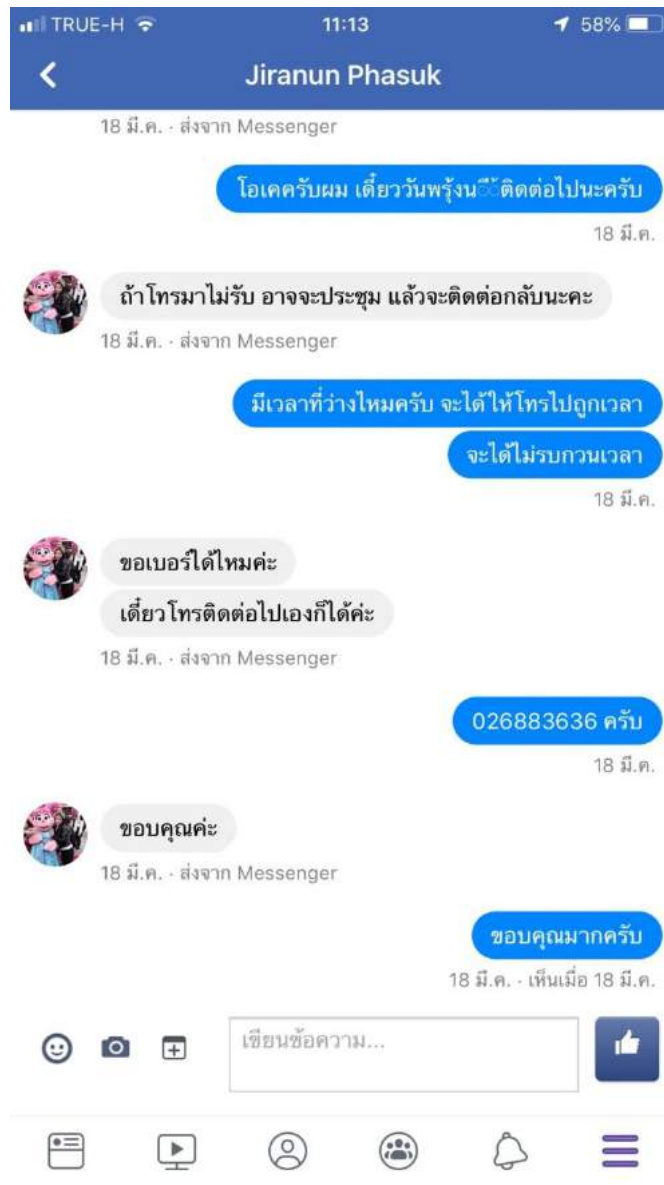 TRUE-H 11:13 58%
Jiranun Phasuk
18 มี.ค. · ส่งจาก Messenger
โอเคครับผม เดี๋ยววันพรุ้งนีี้ติดต่อไปนะครับ
18 มี.ค.
ถ้าโทรมาไม่รับ อาจจะประชุม แล้วจะติดต่อกลับนะคะ
18 มี.ค. · ส่งจาก Messenger
มีเวลาที่ว่างไหมครับ จะได้ให้โทรไปถูกเวลา
จะได้ไม่รบกวนเวลา
18 มี.ค.
ขอเบอร์ได้ไหมค่ะ
เดี๋ยวโทรติดต่อไปเองก็ได้ค่ะ
18 มี.ค. · ส่งจาก Messenger
026883636 ครับ
18 มี.ค.
ขอบคุณค่ะ
18 มี.ค. · ส่งจาก Messenger
ขอบคุณมากครับ
18 มี.ค. · เห็นเมื่อ 18 มี.ค.
เขียนข้อความ...